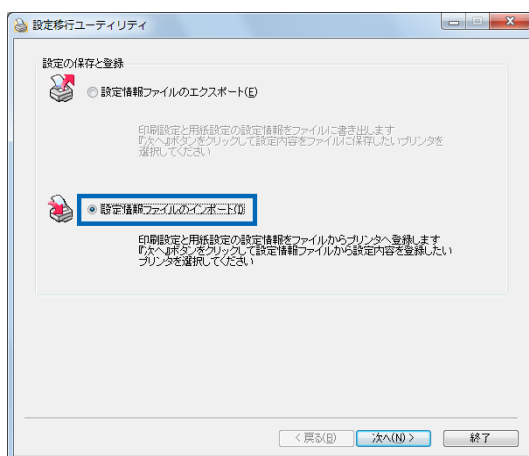 設定移行ユーティリティ
設定の保存と登録
設定情報ファイルのエクスポート(E)
印刷設定と用紙設定の設定情報をファイルに書き出します
『次へ』ボタンをクリックして設定内容をファイルに保存したいプリンタを
選択してください
設定情報ファイルのインポート(I)
印刷設定と用紙設定の設定情報をファイルからプリンタへ登録します
『次へ』ボタンをクリックして設定情報ファイルから設定内容を登録したい
プリンタを選択してください
< 戻る(B)
次へ(N) >
終了